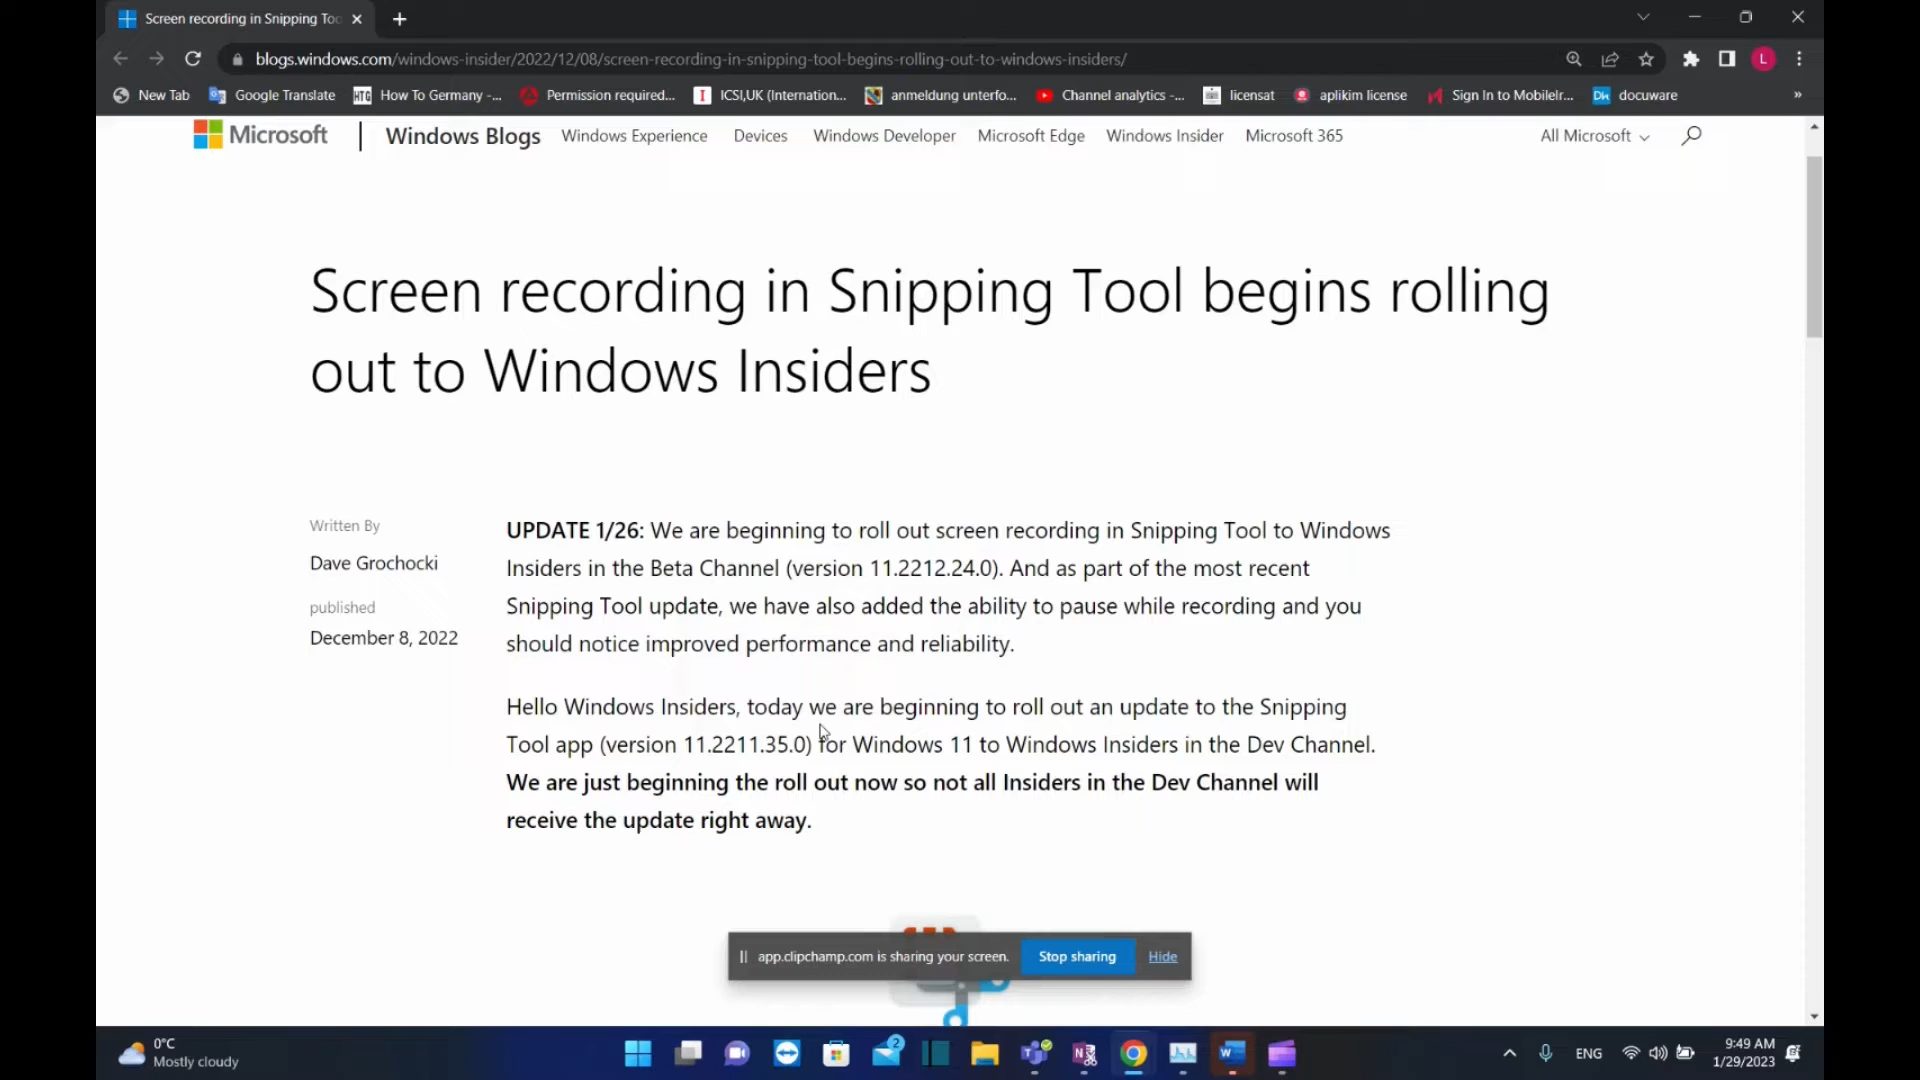 Screen recording in Snipping Too
blogs.windows.com/windows-insider/2022/12/08/screen-recording-in-snipping-tool-begins-rolling-out-to-windows-insiders/
L
New Tab Google Translate How To Germany -... Permission required... ICSI,UK (Internation... anmeldung unterfo... Channel analytics -... licensat aplikim license Sign In to MobileIr... docuware »
Microsoft Windows Blogs Windows Experience Devices Windows Developer Microsoft Edge Windows Insider Microsoft 365 All Microsoft
Screen recording in Snipping Tool begins rolling
out to Windows Insiders
Written By
Dave Grochocki
published
December 8, 2022
UPDATE 1/26: We are beginning to roll out screen recording in Snipping Tool to Windows
Insiders in the Beta Channel (version 11.2212.24.0). And as part of the most recent
Snipping Tool update, we have also added the ability to pause while recording and you
should notice improved performance and reliability.
Hello Windows Insiders, today we are beginning to roll out an update to the Snipping
Tool app (version 11.2211.35.0) for Windows 11 to Windows Insiders in the Dev Channel.
We are just beginning the roll out now so not all Insiders in the Dev Channel will
receive the update right away.
app.clipchamp.com is sharing your screen. Stop sharing Hide
0°C
Mostly cloudy
2
ENG
9:49 AM
1/29/2023